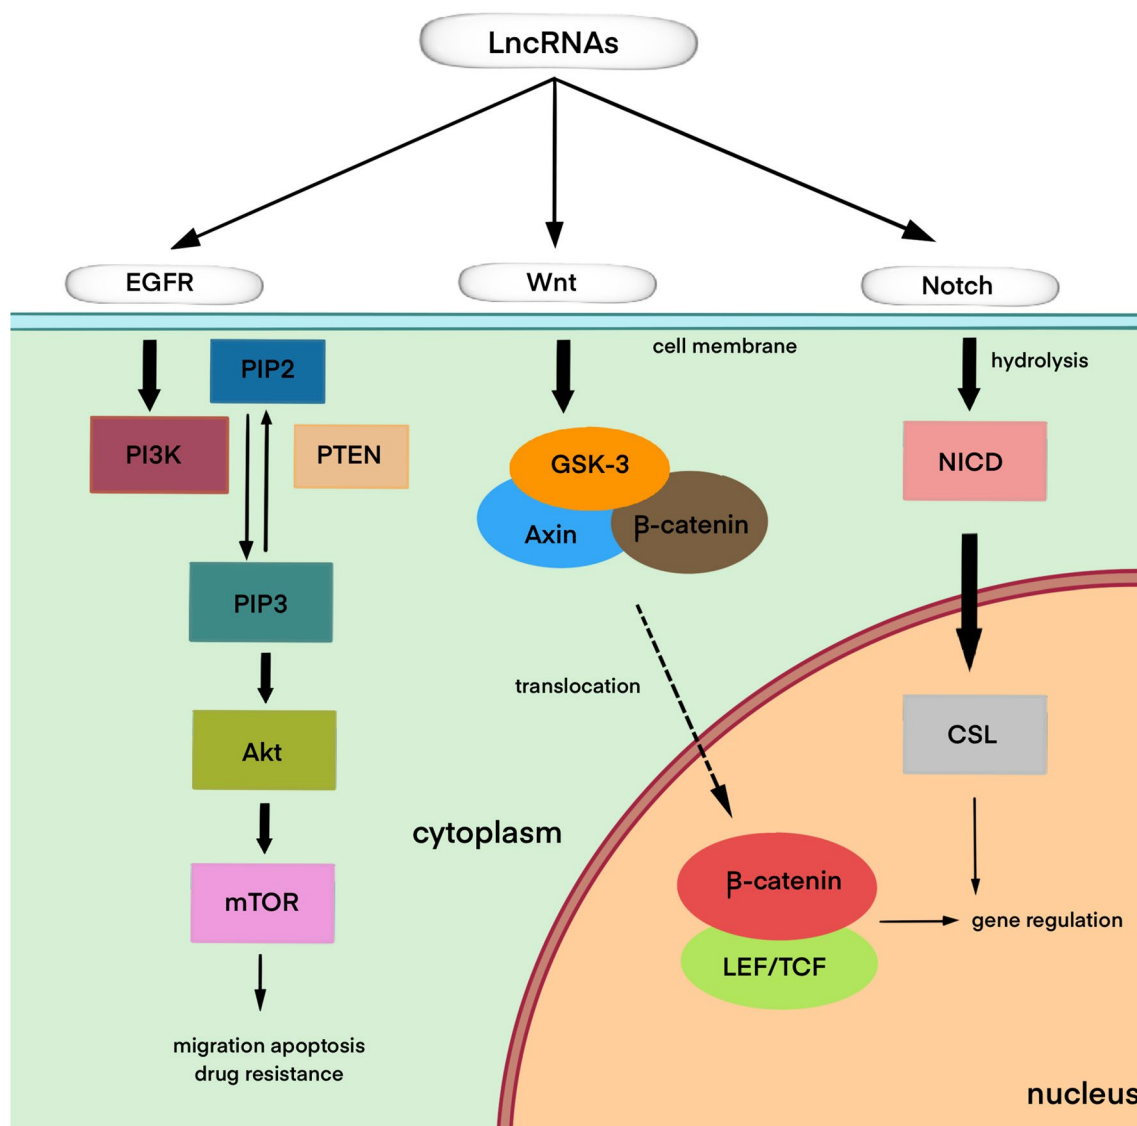 LncRNAs
EGFR
Wnt
Notch
cell membrane
hydrolysis
PIP2
PI3K
PTEN
GSK-3
NICD
Axin
β-catenin
PIP3
translocation
Akt
CSL
cytoplasm
β-catenin
mTOR
gene regulation
LEF/TCF
migration apoptosis
drug resistance
nucleus